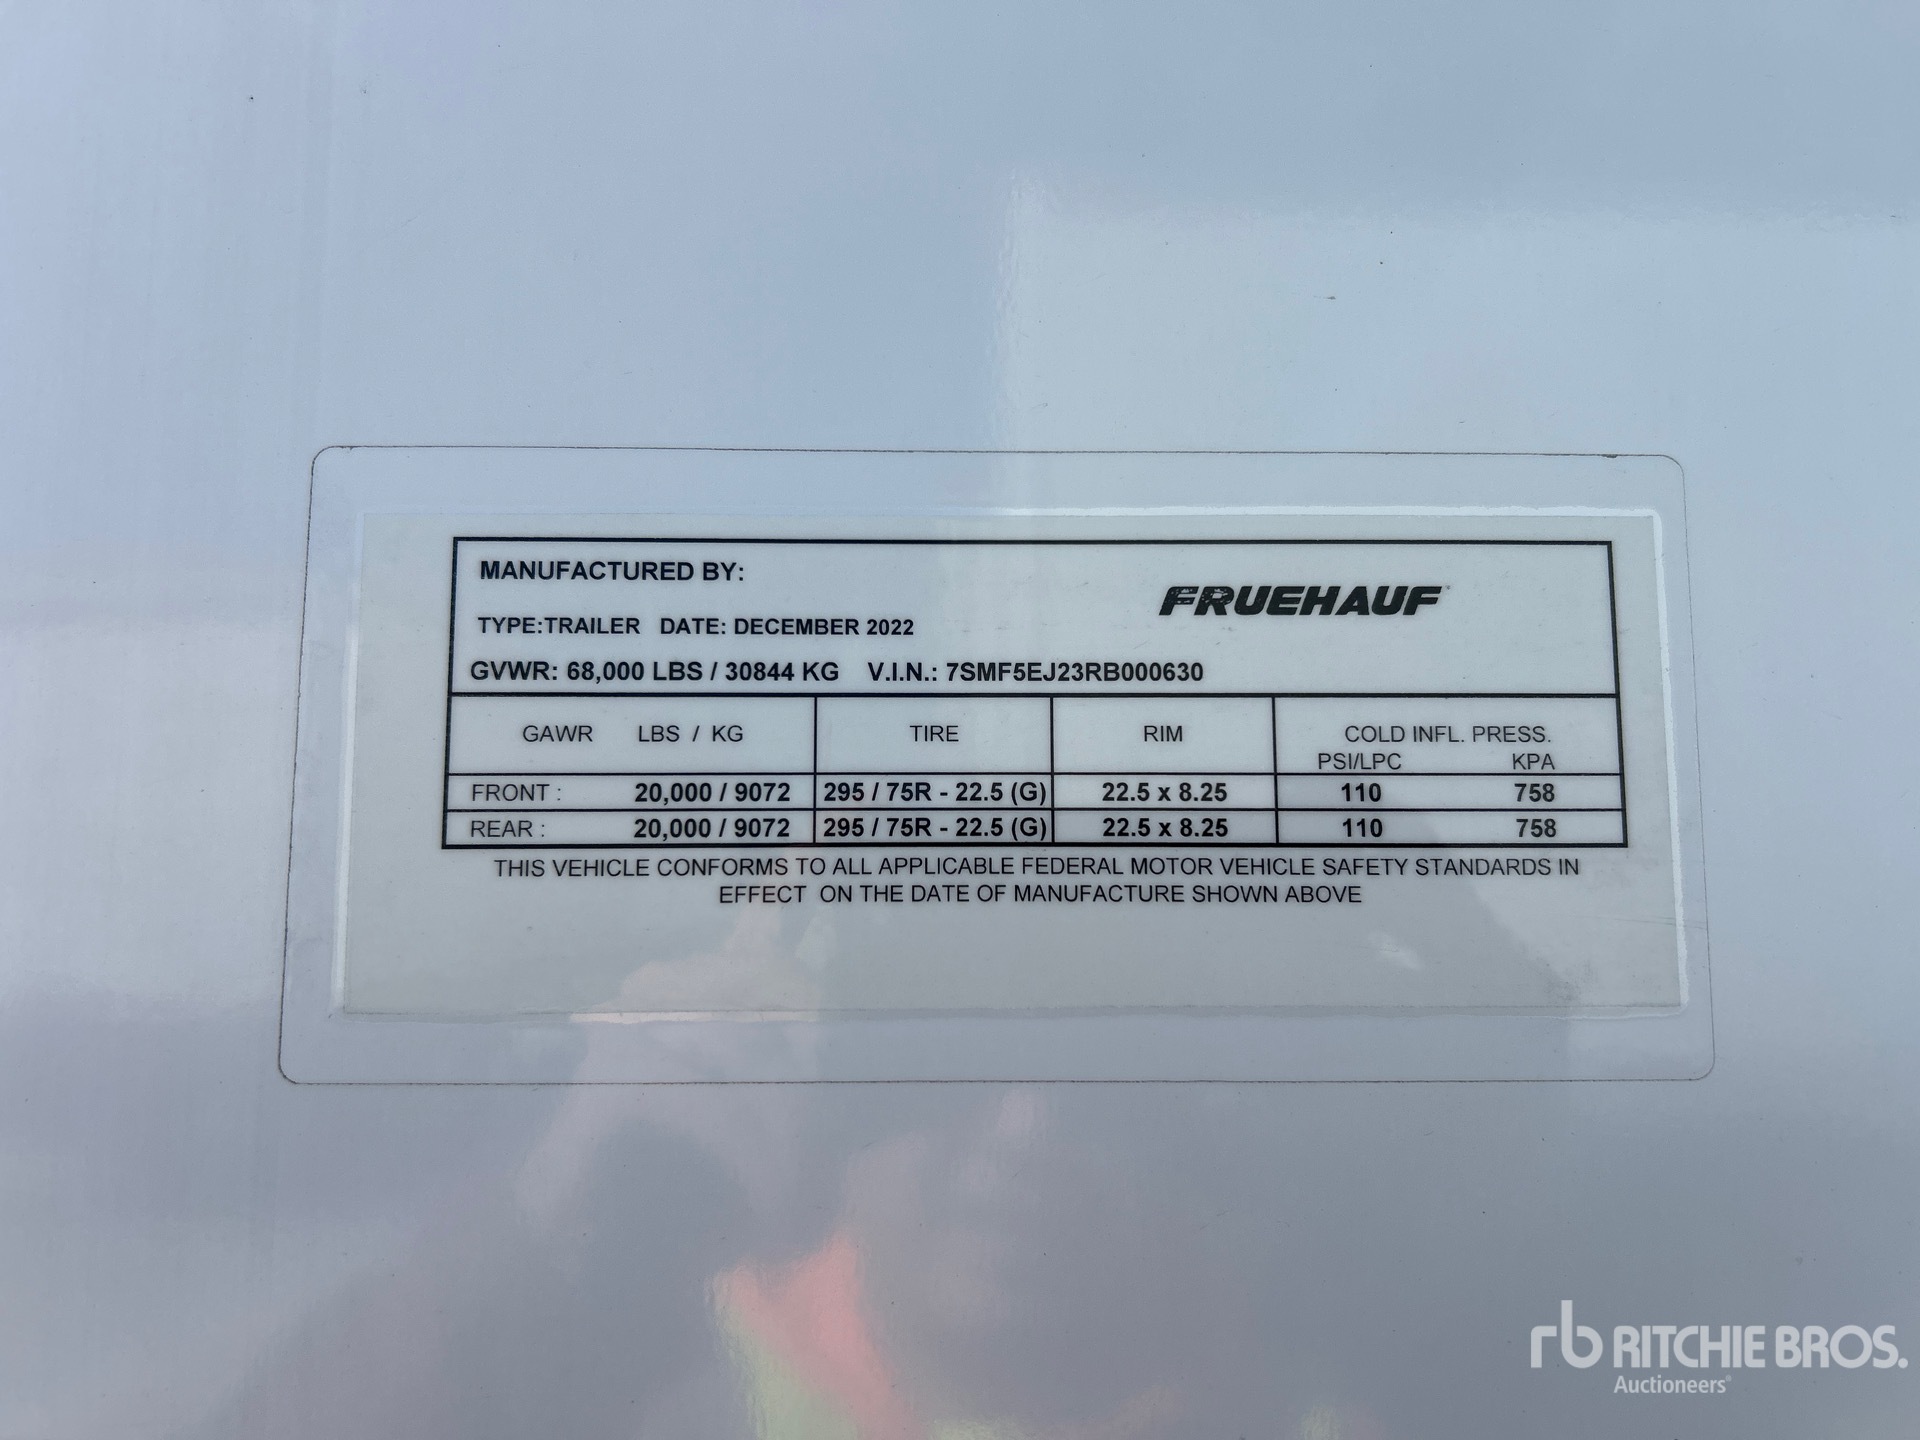 MANUFACTURED BY:
FRUEHAUF
TYPE:TRAILER DATE: DECEMBER 2022
GVWR: 68,000 LBS / 30844 KG V.I.N.: 7SMF5EJ23RB000630
GAWR LBS / KG TIRE RIM COLD INFL. PRESS.
PSI/LPC KPA
FRONT : 20,000 / 9072 295 / 75R - 22.5 (G) 22.5 x 8.25 110 758
REAR : 20,000 / 9072 295 / 75R - 22.5 (G) 22.5 x 8.25 110 758
THIS VEHICLE CONFORMS TO ALL APPLICABLE FEDERAL MOTOR VEHICLE SAFETY STANDARDS IN
EFFECT ON THE DATE OF MANUFACTURE SHOWN ABOVE
rb RITCHIE BROS.
Auctioneers®